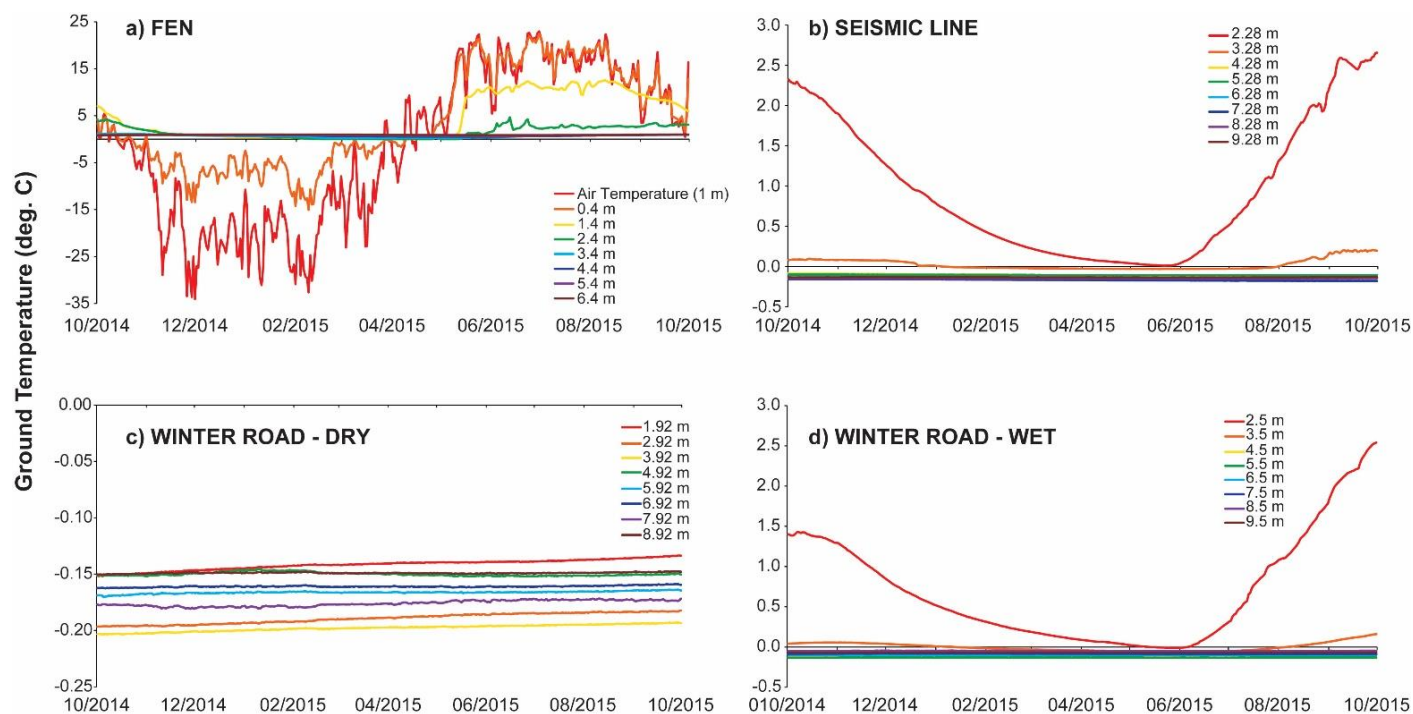 Ground Temperature (deg. C)
a) FEN
25
15
5
-5
-15
-25
-35
10/2014 12/2014 02/2015 04/2015 06/2015 08/2015 10/2015
Air Temperature (1 m)
0.4 m
1.4 m
2.4 m
3.4 m
4.4 m
5.4 m
6.4 m
b) SEISMIC LINE
3.0
2.5
2.0
1.5
1.0
0.5
0.0
-0.5
10/2014 12/2014 02/2015 04/2015 06/2015 08/2015 10/2015
2.28 m
3.28 m
4.28 m
5.28 m
6.28 m
7.28 m
8.28 m
9.28 m
c) WINTER ROAD - DRY
0.00
-0.05
-0.10
-0.15
-0.20
-0.25
10/2014 12/2014 02/2015 04/2015 06/2015 08/2015 10/2015
1.92 m
2.92 m
3.92 m
4.92 m
5.92 m
6.92 m
7.92 m
8.92 m
d) WINTER ROAD - WET
3.0
2.5
2.0
1.5
1.0
0.5
0.0
-0.5
010/2014 12/2014 02/2015 04/2015 06/2015 08/2015 10/2015
2.5 m
3.5 m
4.5 m
5.5 m
6.5 m
7.5 m
8.5 m
9.5 m